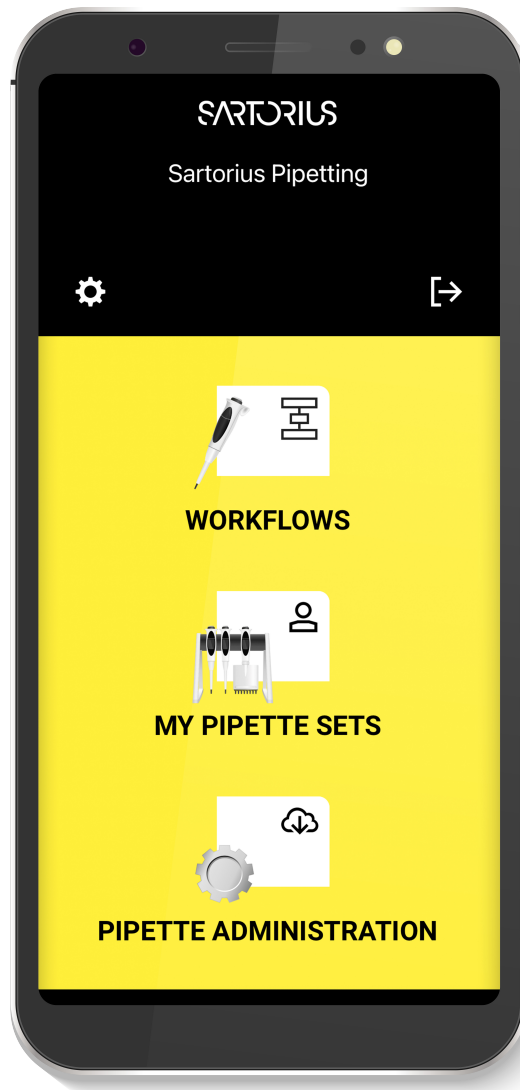 SARTORIUS
Sartorius Pipetting
WORKFLOWS
MY PIPETTE SETS
PIPETTE ADMINISTRATION